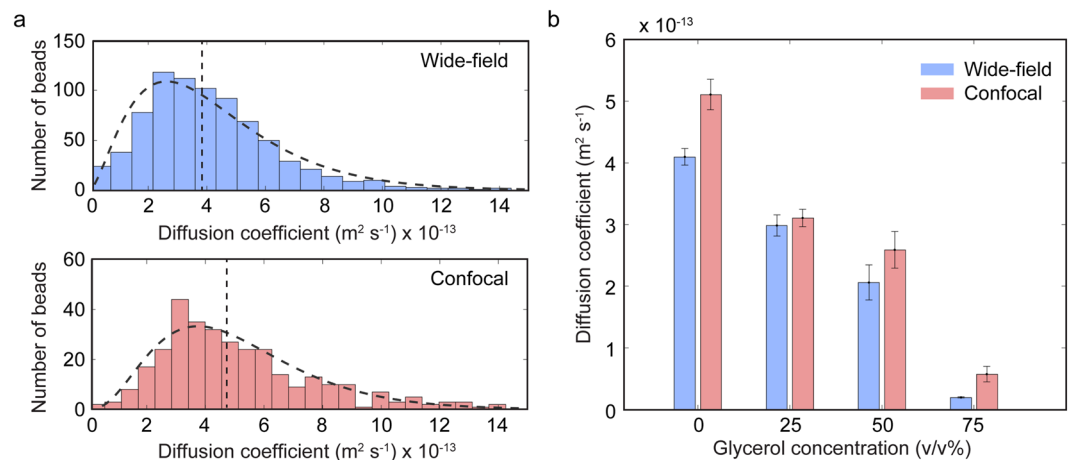 a
150
100
50
0
Number of beads
Wide-field
0 2 4 6 8 10 12 14
Diffusion coefficient (m² s⁻¹) x 10⁻¹³
60
40
20
0
Number of beads
Confocal
0 2 4 6 8 10 12 14
Diffusion coefficient (m² s⁻¹) x 10⁻¹³
b
x 10⁻¹³
6
5
4
3
2
1
0
Diffusion coefficient (m² s⁻¹)
Wide-field
Confocal
0 25 50 75
Glycerol concentration (v/v%)